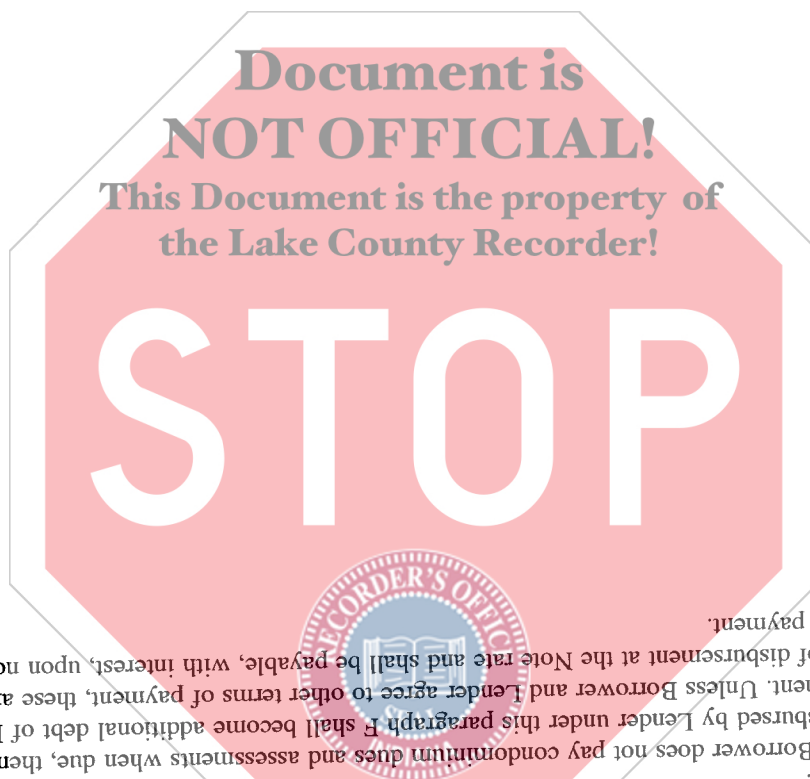 Document is
NOT OFFICIAL!
This Document is the property of
the Lake County Recorder!
STOP
RECORDER'S OFFIC
SEAL
Borrower does not pay condominium dues and assessments when due, then
bursed by Lender under this paragraph F shall become additional debt of
ment. Unless Borrower and Lender agree to other terms of payment, these
of disbursement at the Note rate and shall be payable, with interest, upon no
payment.